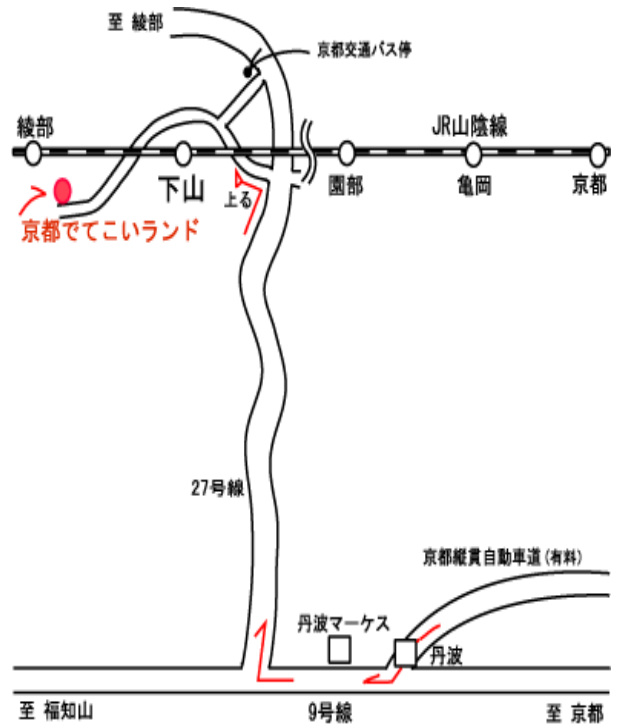 至 綾部
京都交通バス停
綾部
JR山陰線
下山
上る
園部
亀岡
京都
京都でてこいランド
27号線
京都縦貫自動車道(有料)
丹波マーケス
丹波
至 福知山
9号線
至 京都